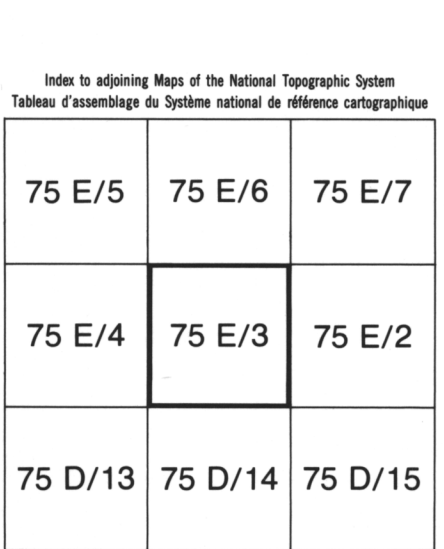 Index to adjoining Maps of the National Topographic System
Tableau d'assemblage du Système national de référence cartographique
75 E/5 75 E/6 75 E/7
75 E/4 75 E/3 75 E/2
75 D/13 75 D/14 75 D/15